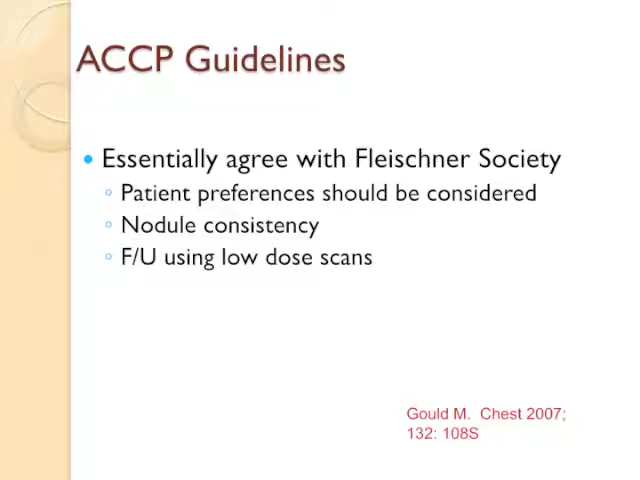 ACCP Guidelines
• Essentially agree with Fleischner Society
◦ Patient preferences should be considered
◦ Nodule consistency
◦ F/U using low dose scans
Gould M.  Chest 2007;
132: 108S